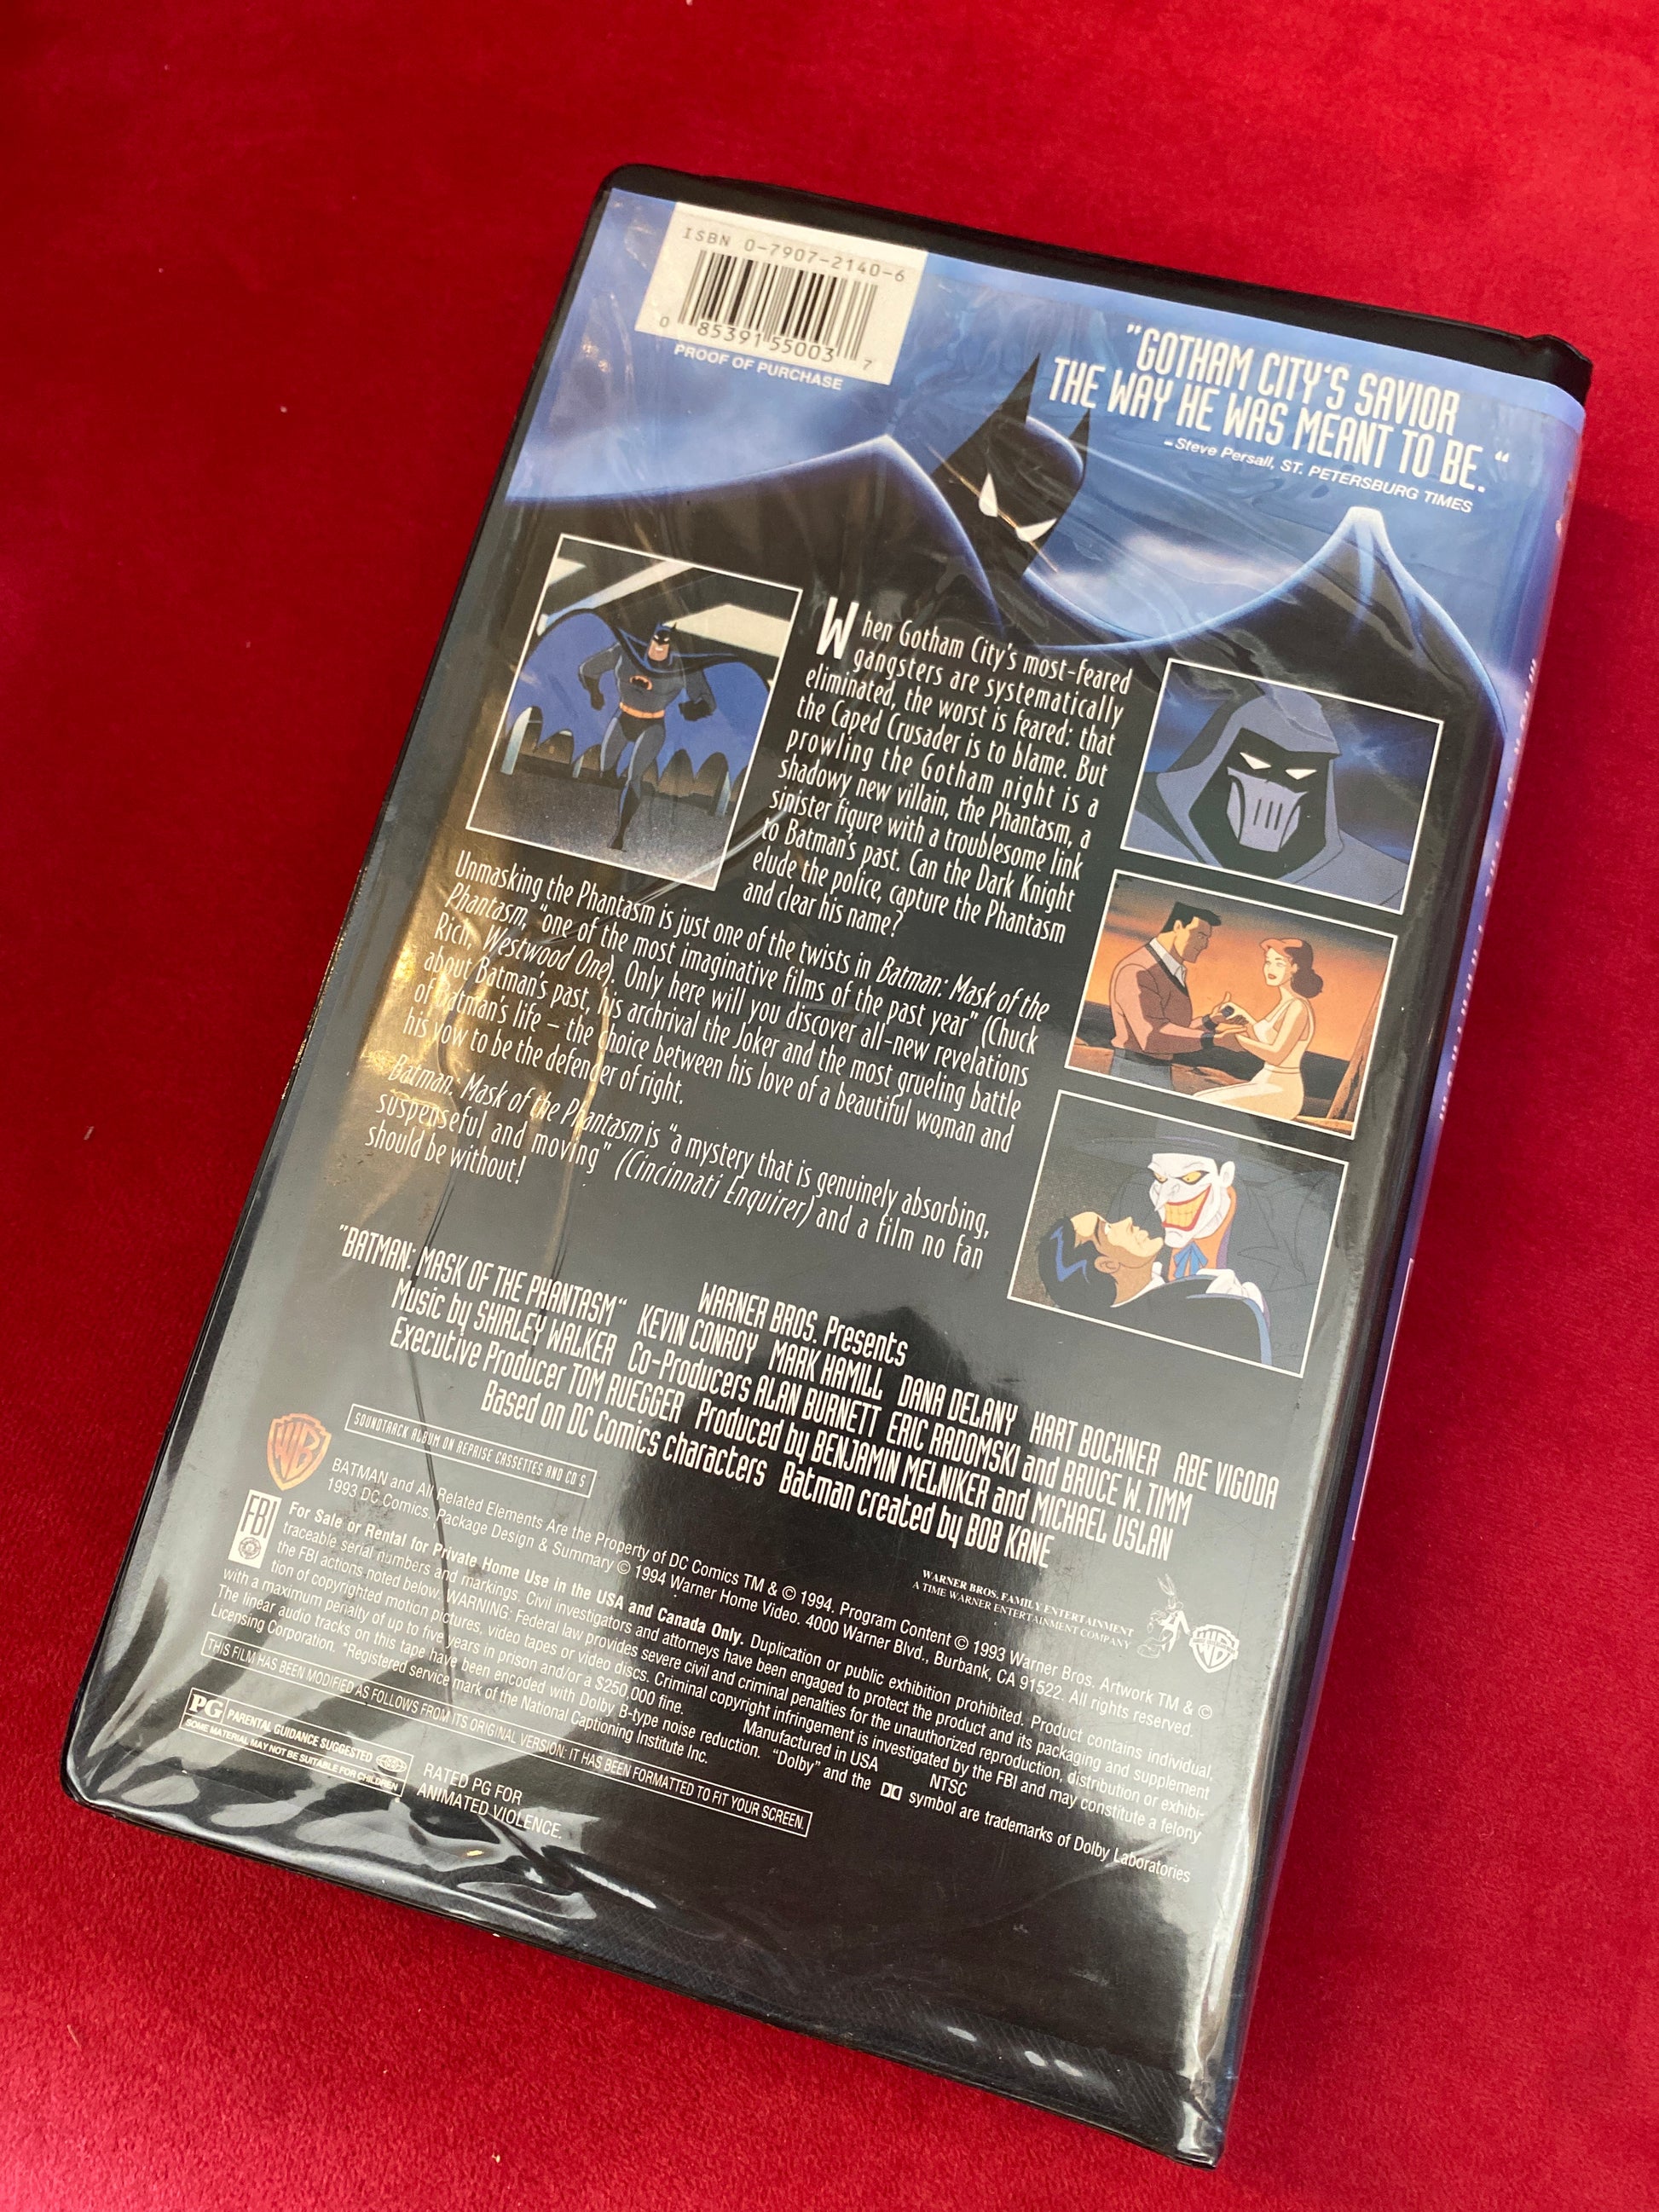 ISBN 0-7907-2140-6
0 85391 55003 7
PROOF OF PURCHASE
"GOTHAM CITY'S SAVIOR
THE WAY HE WAS MEANT TO BE."
– Steve Persall, ST. PETERSBURG TIMES
When Gotham City's most-feared
gangsters are systematically
eliminated, the worst is feared: that
the Caped Crusader is to blame. But
prowling the Gotham night is a
shadowy new villain, the Phantasm, a
sinister figure with a troublesome link
to Batman's past. Can the Dark Knight
elude the police, capture the Phantasm
and clear his name?
Unmasking the Phantasm is just one of the twists in Batman: Mask of the
Phantasm, "one of the most imaginative films of the past year" (Chuck
Rich, Westwood One). Only here will you discover all-new revelations
about Batman's past, his archrival the Joker and the most grueling battle
of Batman's life – the choice between his love of a beautiful woman and
his vow to be the defender of right.
Batman: Mask of the Phantasm is "a mystery that is genuinely absorbing,
suspenseful and moving" (Cincinnati Enquirer) and a film no fan
should be without!
WARNER BROS. Presents
"BATMAN: MASK OF THE PHANTASM" KEVIN CONROY MARK HAMILL DANA DELANY HART BOCHNER ABE VIGODA
Music by SHIRLEY WALKER Co-Producers ALAN BURNETT ERIC RADOMSKI and BRUCE W. TIMM
Executive Producer TOM RUEGGER Produced by BENJAMIN MELNIKER and MICHAEL USLAN
Based on DC Comics characters Batman created by BOB KANE
SOUNDTRACK ALBUM ON REPRISE CASSETTES AND CD'S
WARNER BROS. FAMILY ENTERTAINMENT
A TIME WARNER ENTERTAINMENT COMPANY
WB
WB
BATMAN and All Related Elements Are the Property of DC Comics TM & © 1994. Program Content © 1993 Warner Bros. Artwork TM & ©
1993 DC Comics. Package Design & Summary © 1994 Warner Home Video. 4000 Warner Blvd., Burbank, CA 91522. All rights reserved.
FBI
For Sale or Rental for Private Home Use in the USA and Canada Only. Duplication or public exhibition prohibited. Product contains individual,
traceable serial numbers and markings. Civil investigators and attorneys have been engaged to protect the product and its packaging and supplement
the FBI actions noted below. WARNING: Federal law provides severe civil and criminal penalties for the unauthorized reproduction, distribution or exhibi-
tion of copyrighted motion pictures, video tapes or video discs. Criminal copyright infringement is investigated by the FBI and may constitute a felony
with a maximum penalty of up to five years in prison and/or a $250,000 fine. Manufactured in USA NTSC
The linear audio tracks on this tape have been encoded with Dolby B-type noise reduction. "Dolby" and the symbol are trademarks of Dolby Laboratories
Licensing Corporation. *Registered service mark of the National Captioning Institute Inc.
THIS FILM HAS BEEN MODIFIED AS FOLLOWS FROM ITS ORIGINAL VERSION: IT HAS BEEN FORMATTED TO FIT YOUR SCREEN.
PG PARENTAL GUIDANCE SUGGESTED
SOME MATERIAL MAY NOT BE SUITABLE FOR CHILDREN
RATED PG FOR
ANIMATED VIOLENCE.